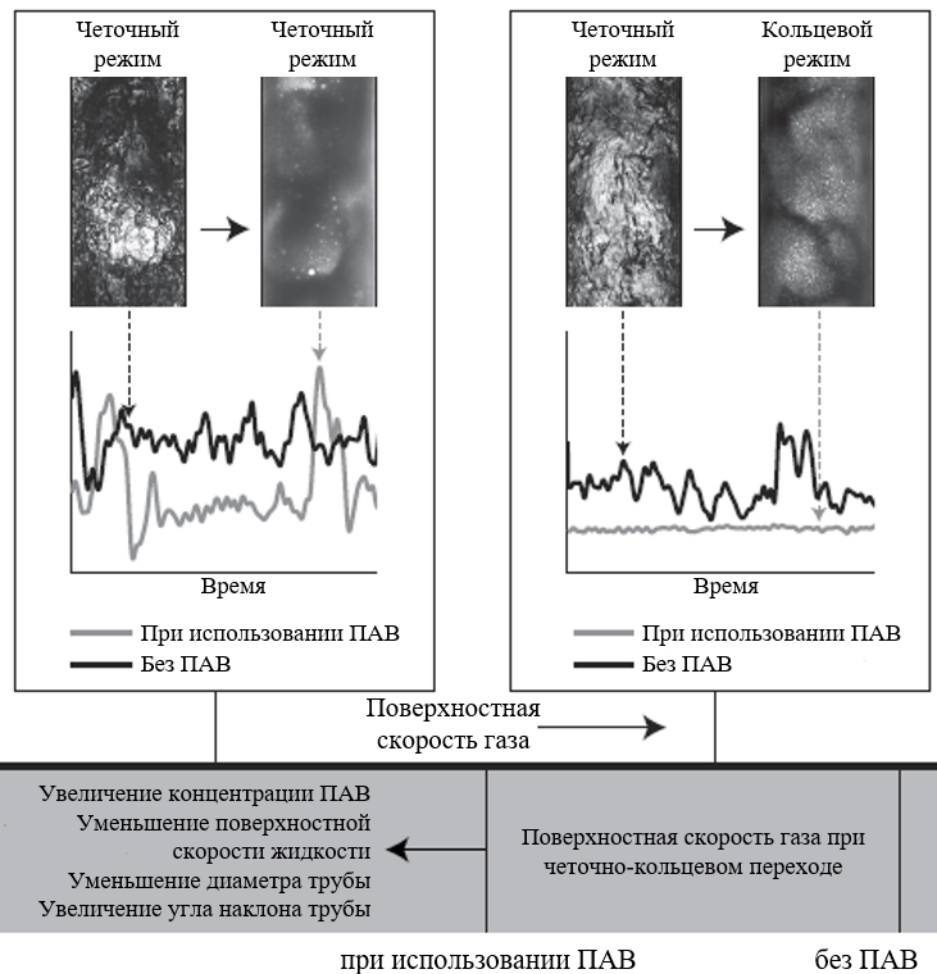 Четочный
режим
Четочный
режим
Время
При использовании ПАВ
Без ПАВ
Четочный
режим
Кольцевой
режим
Время
При использовании ПАВ
Без ПАВ
Поверхностная
скорость газа
Увеличение концентрации ПАВ
Уменьшение поверхностной
скорости жидкости
Уменьшение диаметра трубы
Увеличение угла наклона трубы
Поверхностная скорость газа при
четочно-кольцевом переходе
при использовании ПАВ
без ПАВ